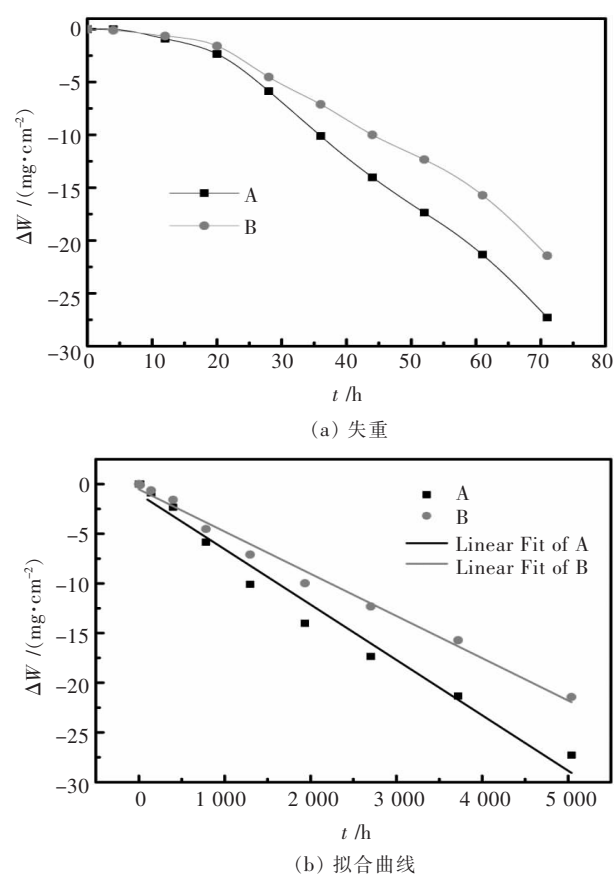 0
-5
-10
-15
-20
-25
-30
ΔW /(mg·cm⁻²)
A
B
0 10 20 30 40 50 60 70 80
t /h
(a) 失重
0
-5
-10
-15
-20
-25
-30
ΔW /(mg·cm⁻²)
A
B
Linear Fit of A
Linear Fit of B
0 1 000 2 000 3 000 4 000 5 000
t /h
(b) 拟合曲线